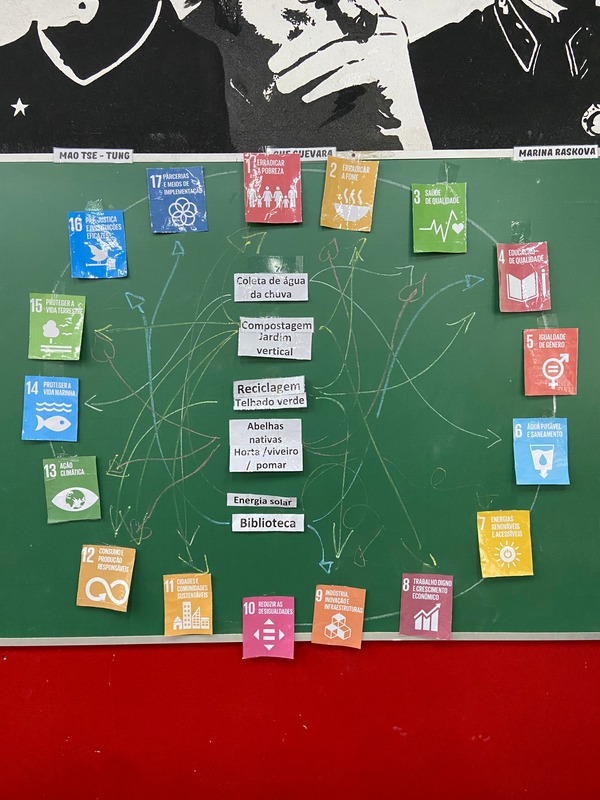 MAO TSE - TUNG
CHE GUEVARA
MARINA RASKOVA
17 PARCERIAS
E MEIOS DE
IMPLEMENTAÇÃO
1 ERRADICAR
A POBREZA
2 ERRADICAR
A FOME
3 SAÚDE
DE QUALIDADE
16 PAZ, JUSTIÇA
E INSTITUIÇÕES
EFICAZES
4 EDUCAÇÃO
DE QUALIDADE
Coleta de água
da chuva
15 PROTEGER A
VIDA TERRESTRE
Compostagem
Jardim
vertical
5 IGUALDADE
DE GÉNERO
14 PROTEGER A
VIDA MARINHA
Reciclagem
Telhado verde
6 ÁGUA POTÁVEL
E SANEAMENTO
Abelhas
nativas
Horta /viveiro
/ pomar
13 AÇÃO
CLIMÁTICA
Energia solar
Biblioteca
7 ENERGIAS
RENOVÁVEIS
E ACESSÍVEIS
12 CONSUMO E
PRODUÇÃO
RESPONSÁVEIS
11 CIDADES E
COMUNIDADES
SUSTENTÁVEIS
10 REDUZIR AS
DESIGUALDADES
9 INDÚSTRIA,
INOVAÇÃO E
INFRAESTRUTURAS
8 TRABALHO DIGNO
E CRESCIMENTO
ECONÓMICO